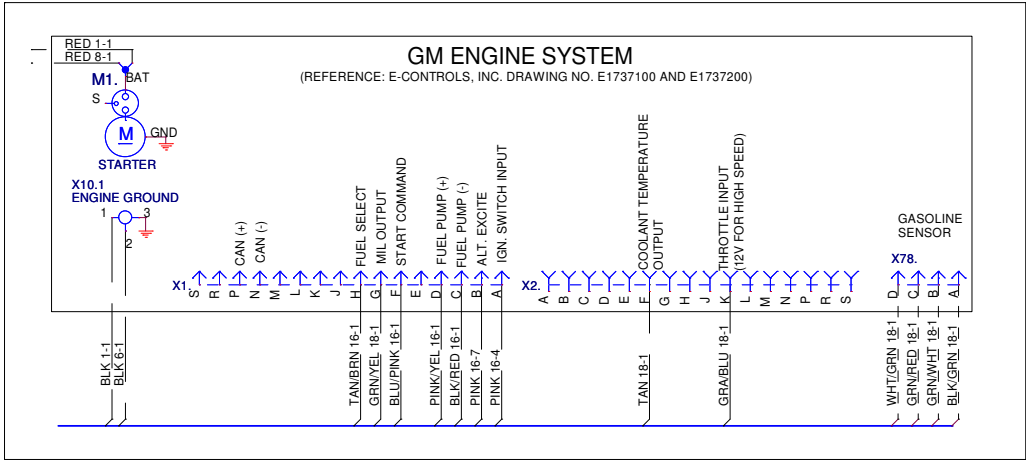 RED 1-1
RED 8-1
GM ENGINE SYSTEM
(REFERENCE: E-CONTROLS, INC. DRAWING NO. E1737100 AND E1737200)
M1.
BAT
S
M
GND
STARTER
X10.1
ENGINE GROUND
1
3
2
CAN (+)
CAN (-)
FUEL SELECT
MIL OUTPUT
START COMMAND
FUEL PUMP (+)
FUEL PUMP (-)
ALT. EXCITE
IGN. SWITCH INPUT
COOLANT TEMPERATURE
OUTPUT
THROTTLE INPUT
(12V FOR HIGH SPEED)
GASOLINE
SENSOR
X1.
S
R
P
N
M
L
K
J
H
G
F
E
D
C
B
A
X2.
A
B
C
D
E
F
G
H
J
K
L
M
N
P
R
S
X78.
D
C
B
A
BLK 1-1
BLK 6-1
TAN/BRN 16-1
GRN/YEL 18-1
BLU/PINK 16-1
PINK/YEL 16-1
BLK/RED 16-1
PINK 16-7
PINK 16-4
TAN 18-1
GRA/BLU 18-1
WHT/GRN 18-1
GRN/RED 18-1
GRN/WHT 18-1
BLK/GRN 18-1